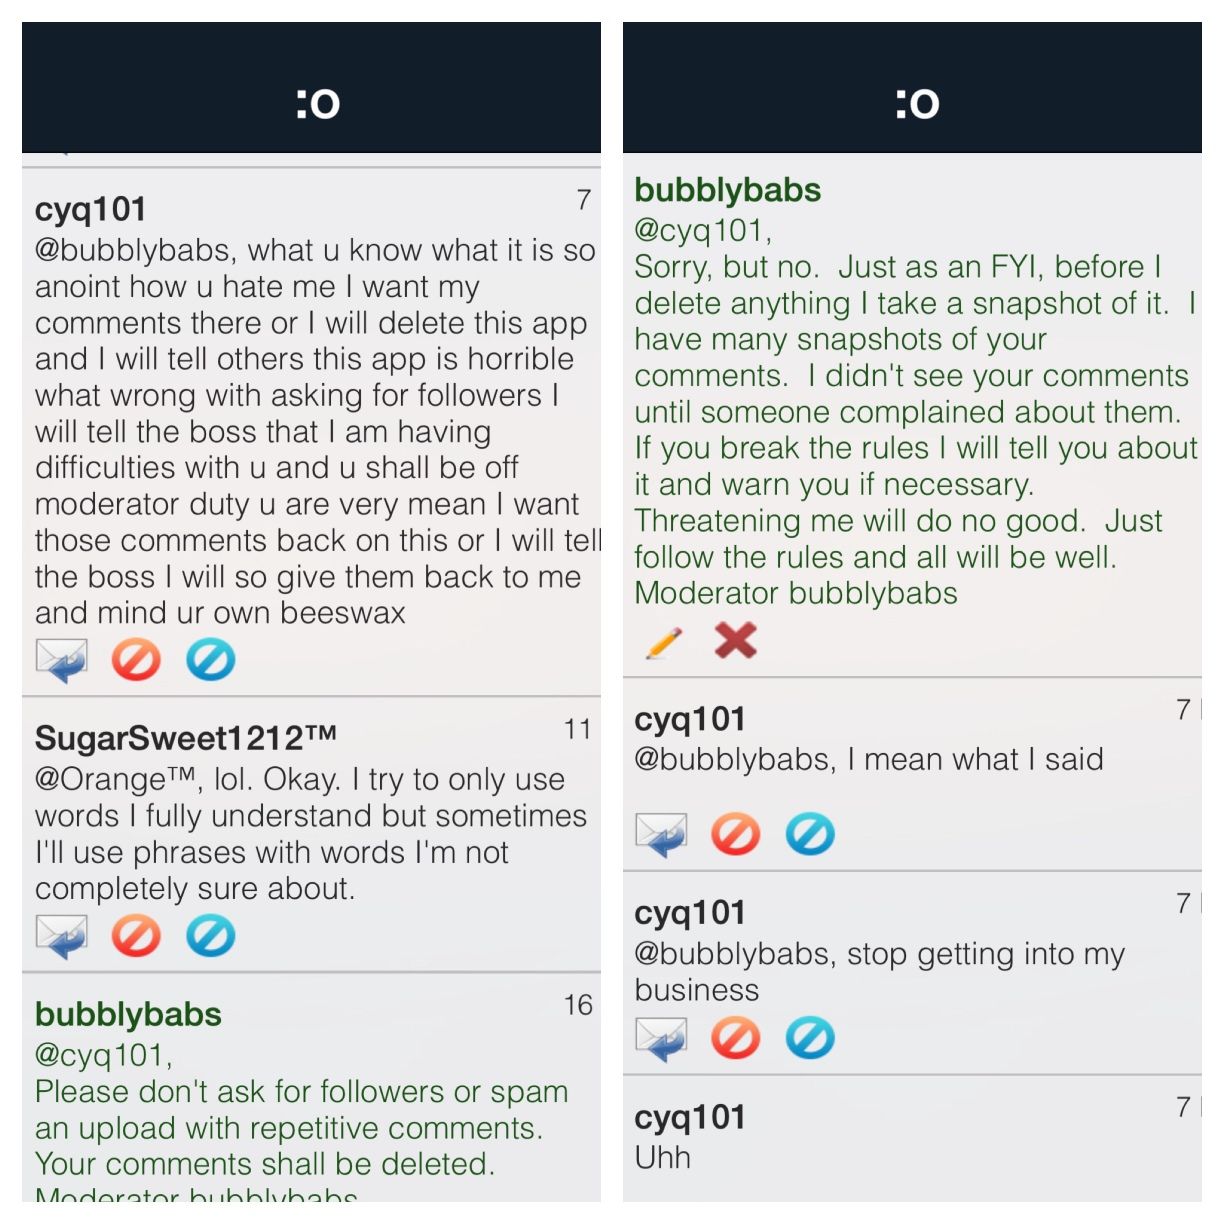 :o
cyq101
7
@bubblybabs, what u know what it is so
anoint how u hate me I want my
comments there or I will delete this app
and I will tell others this app is horrible
what wrong with asking for followers I
will tell the boss that I am having
difficulties with u and u shall be off
moderator duty u are very mean I want
those comments back on this or I will tell
the boss I will so give them back to me
and mind ur own beeswax
SugarSweet1212™
11
@Orange™, lol. Okay. I try to only use
words I fully understand but sometimes
I'll use phrases with words I'm not
completely sure about.
bubblybabs
16
@cyq101,
Please don't ask for followers or spam
an upload with repetitive comments.
Your comments shall be deleted.
Moderator bubblybabs
:o
bubblybabs
@cyq101,
Sorry, but no.  Just as an FYI, before I
delete anything I take a snapshot of it.  I
have many snapshots of your
comments.  I didn't see your comments
until someone complained about them.
If you break the rules I will tell you about
it and warn you if necessary.
Threatening me will do no good.  Just
follow the rules and all will be well.
Moderator bubblybabs
cyq101
7
@bubblybabs, I mean what I said
cyq101
7
@bubblybabs, stop getting into my
business
cyq101
7
Uhh